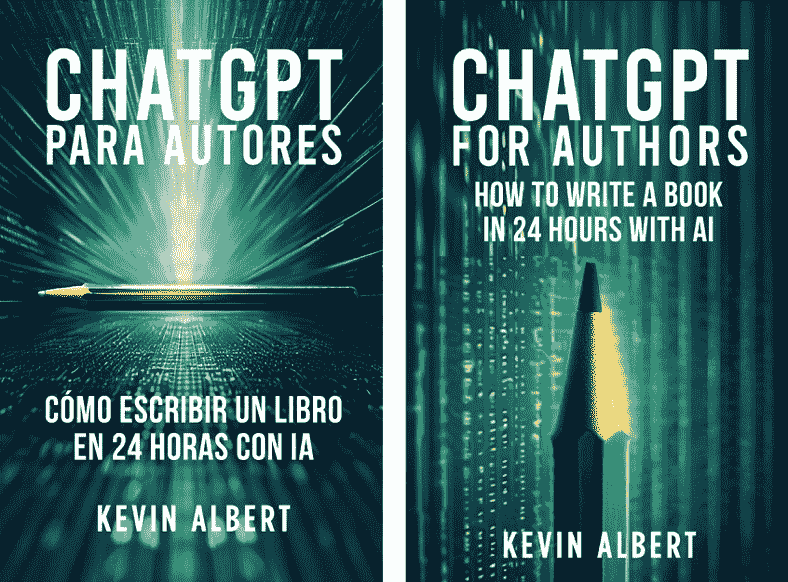 CHATGPT
PARA AUTORES
CÓMO ESCRIBIR UN LIBRO
EN 24 HORAS CON IA
KEVIN ALBERT
CHATGPT
FOR AUTHORS
HOW TO WRITE A BOOK
IN 24 HOURS WITH AI
KEVIN ALBERT